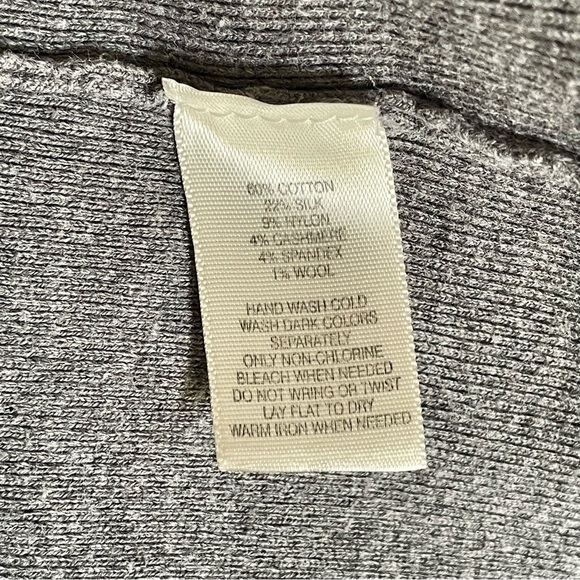 60% COTTON
22% SILK
9% NYLON
4% CASHMERE
4% SPANDEX
1% WOOL
HAND WASH COLD
WASH DARK COLORS
SEPARATELY
ONLY NON-CHLORINE
BLEACH WHEN NEEDED
DO NOT WRING OR TWIST
LAY FLAT TO DRY
WARM IRON WHEN NEEDED